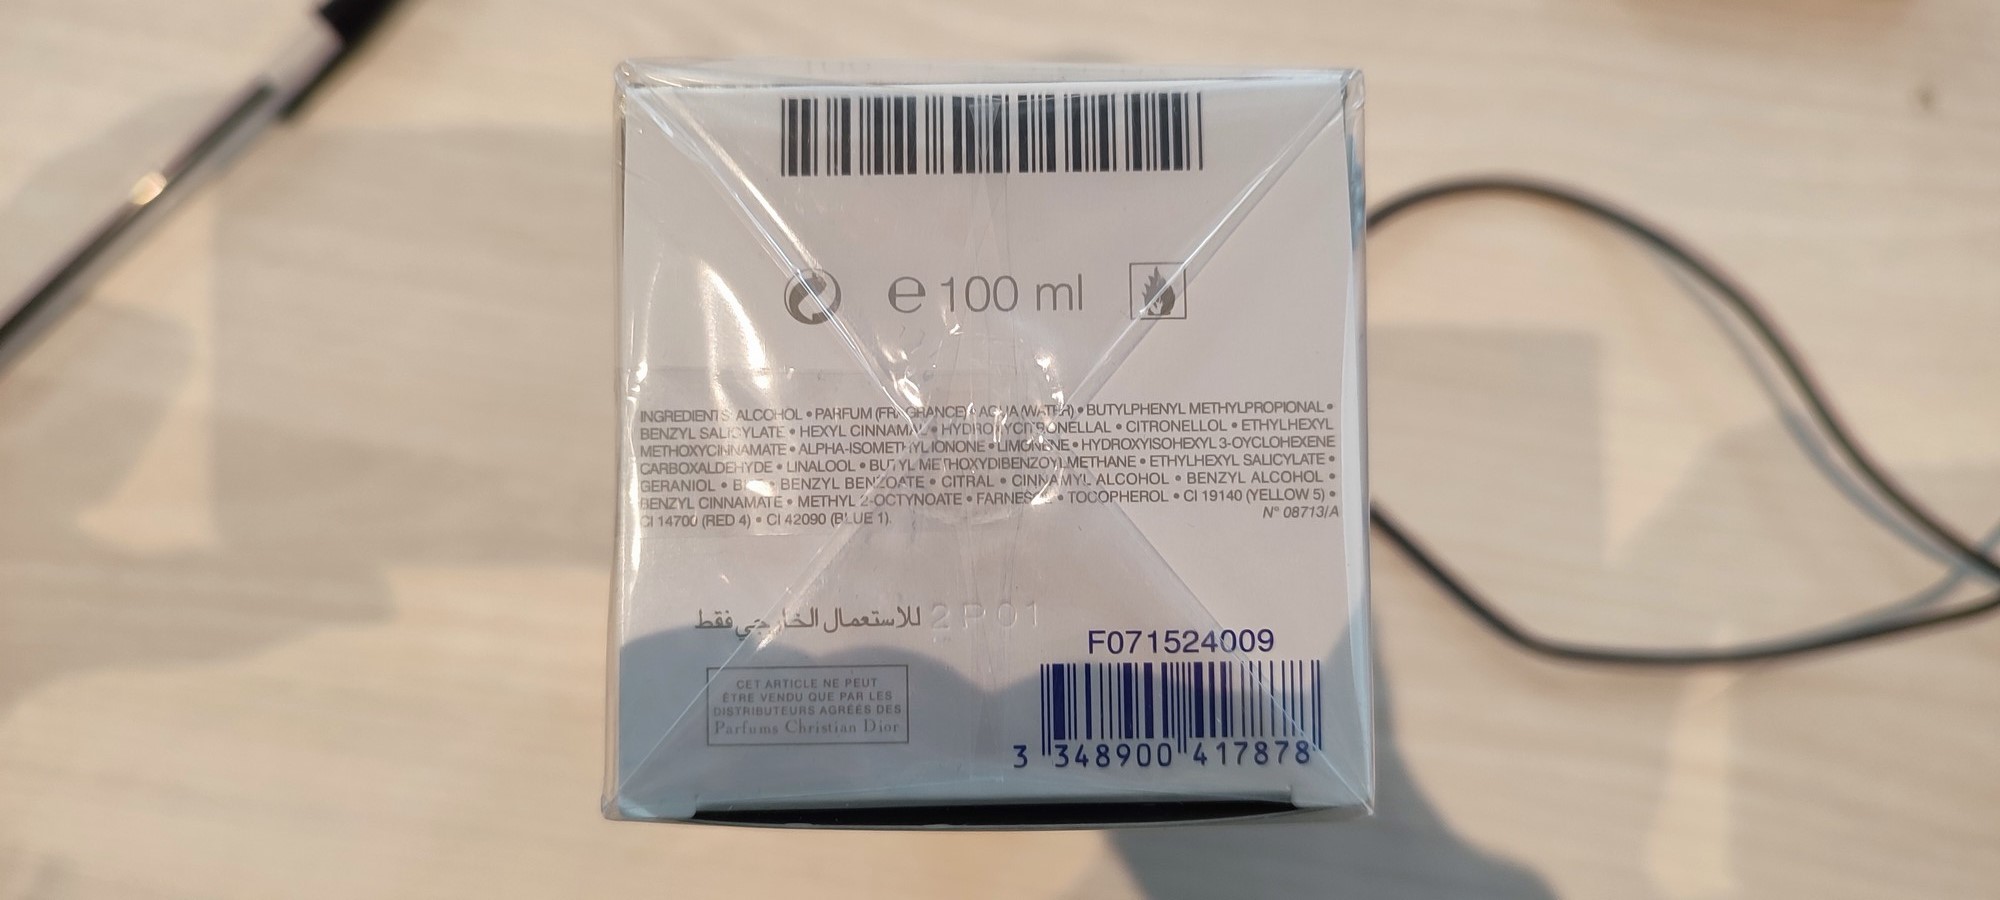 e 100 ml
INGREDIENTS ALCOHOL • PARFUM (FRAGRANCE) • AQUA (WATER) • BUTYLPHENYL METHYLPROPIONAL •
BENZYL SALICYLATE • HEXYL CINNAMAL • HYDROXYCITRONELLAL • CITRONELLOL • ETHYLHEXYL
METHOXYCINNAMATE • ALPHA-ISOMETHYL IONONE • LIMONENE • HYDROXYISOHEXYL 3-OYCLOHEXENE
CARBOXALDEHYDE • LINALOOL • BUTYL METHOXYDIBENZOYLMETHANE • ETHYLHEXYL SALICYLATE •
GERANIOL • BENZYL BENZOATE • CITRAL • CINNAMYL ALCOHOL • BENZYL ALCOHOL •
BENZYL CINNAMATE • METHYL 2-OCTYNOATE • FARNESOL • TOCOPHEROL • CI 19140 (YELLOW 5) •
CI 14700 (RED 4) • CI 42090 (BLUE 1).
N° 08713/A
للاستعمال الخارجي فقط
2 P 01
F071524009
CET ARTICLE NE PEUT
ÊTRE VENDU QUE PAR LES
DISTRIBUTEURS AGRÉÉS DES
Parfums Christian Dior
3 348900 417878